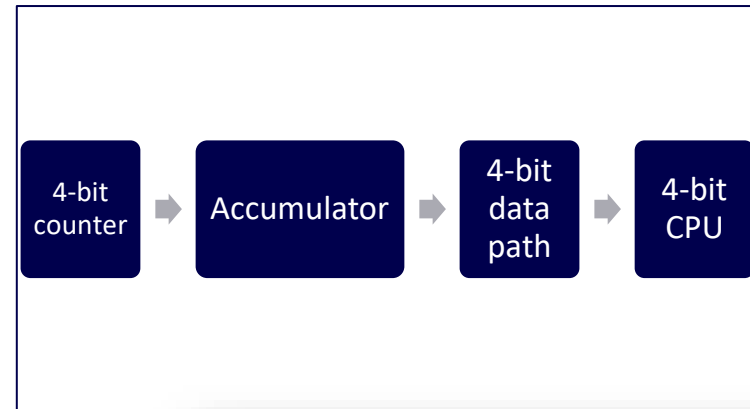 4-bit
counter
Accumulator
4-bit
data
path
4-bit
CPU